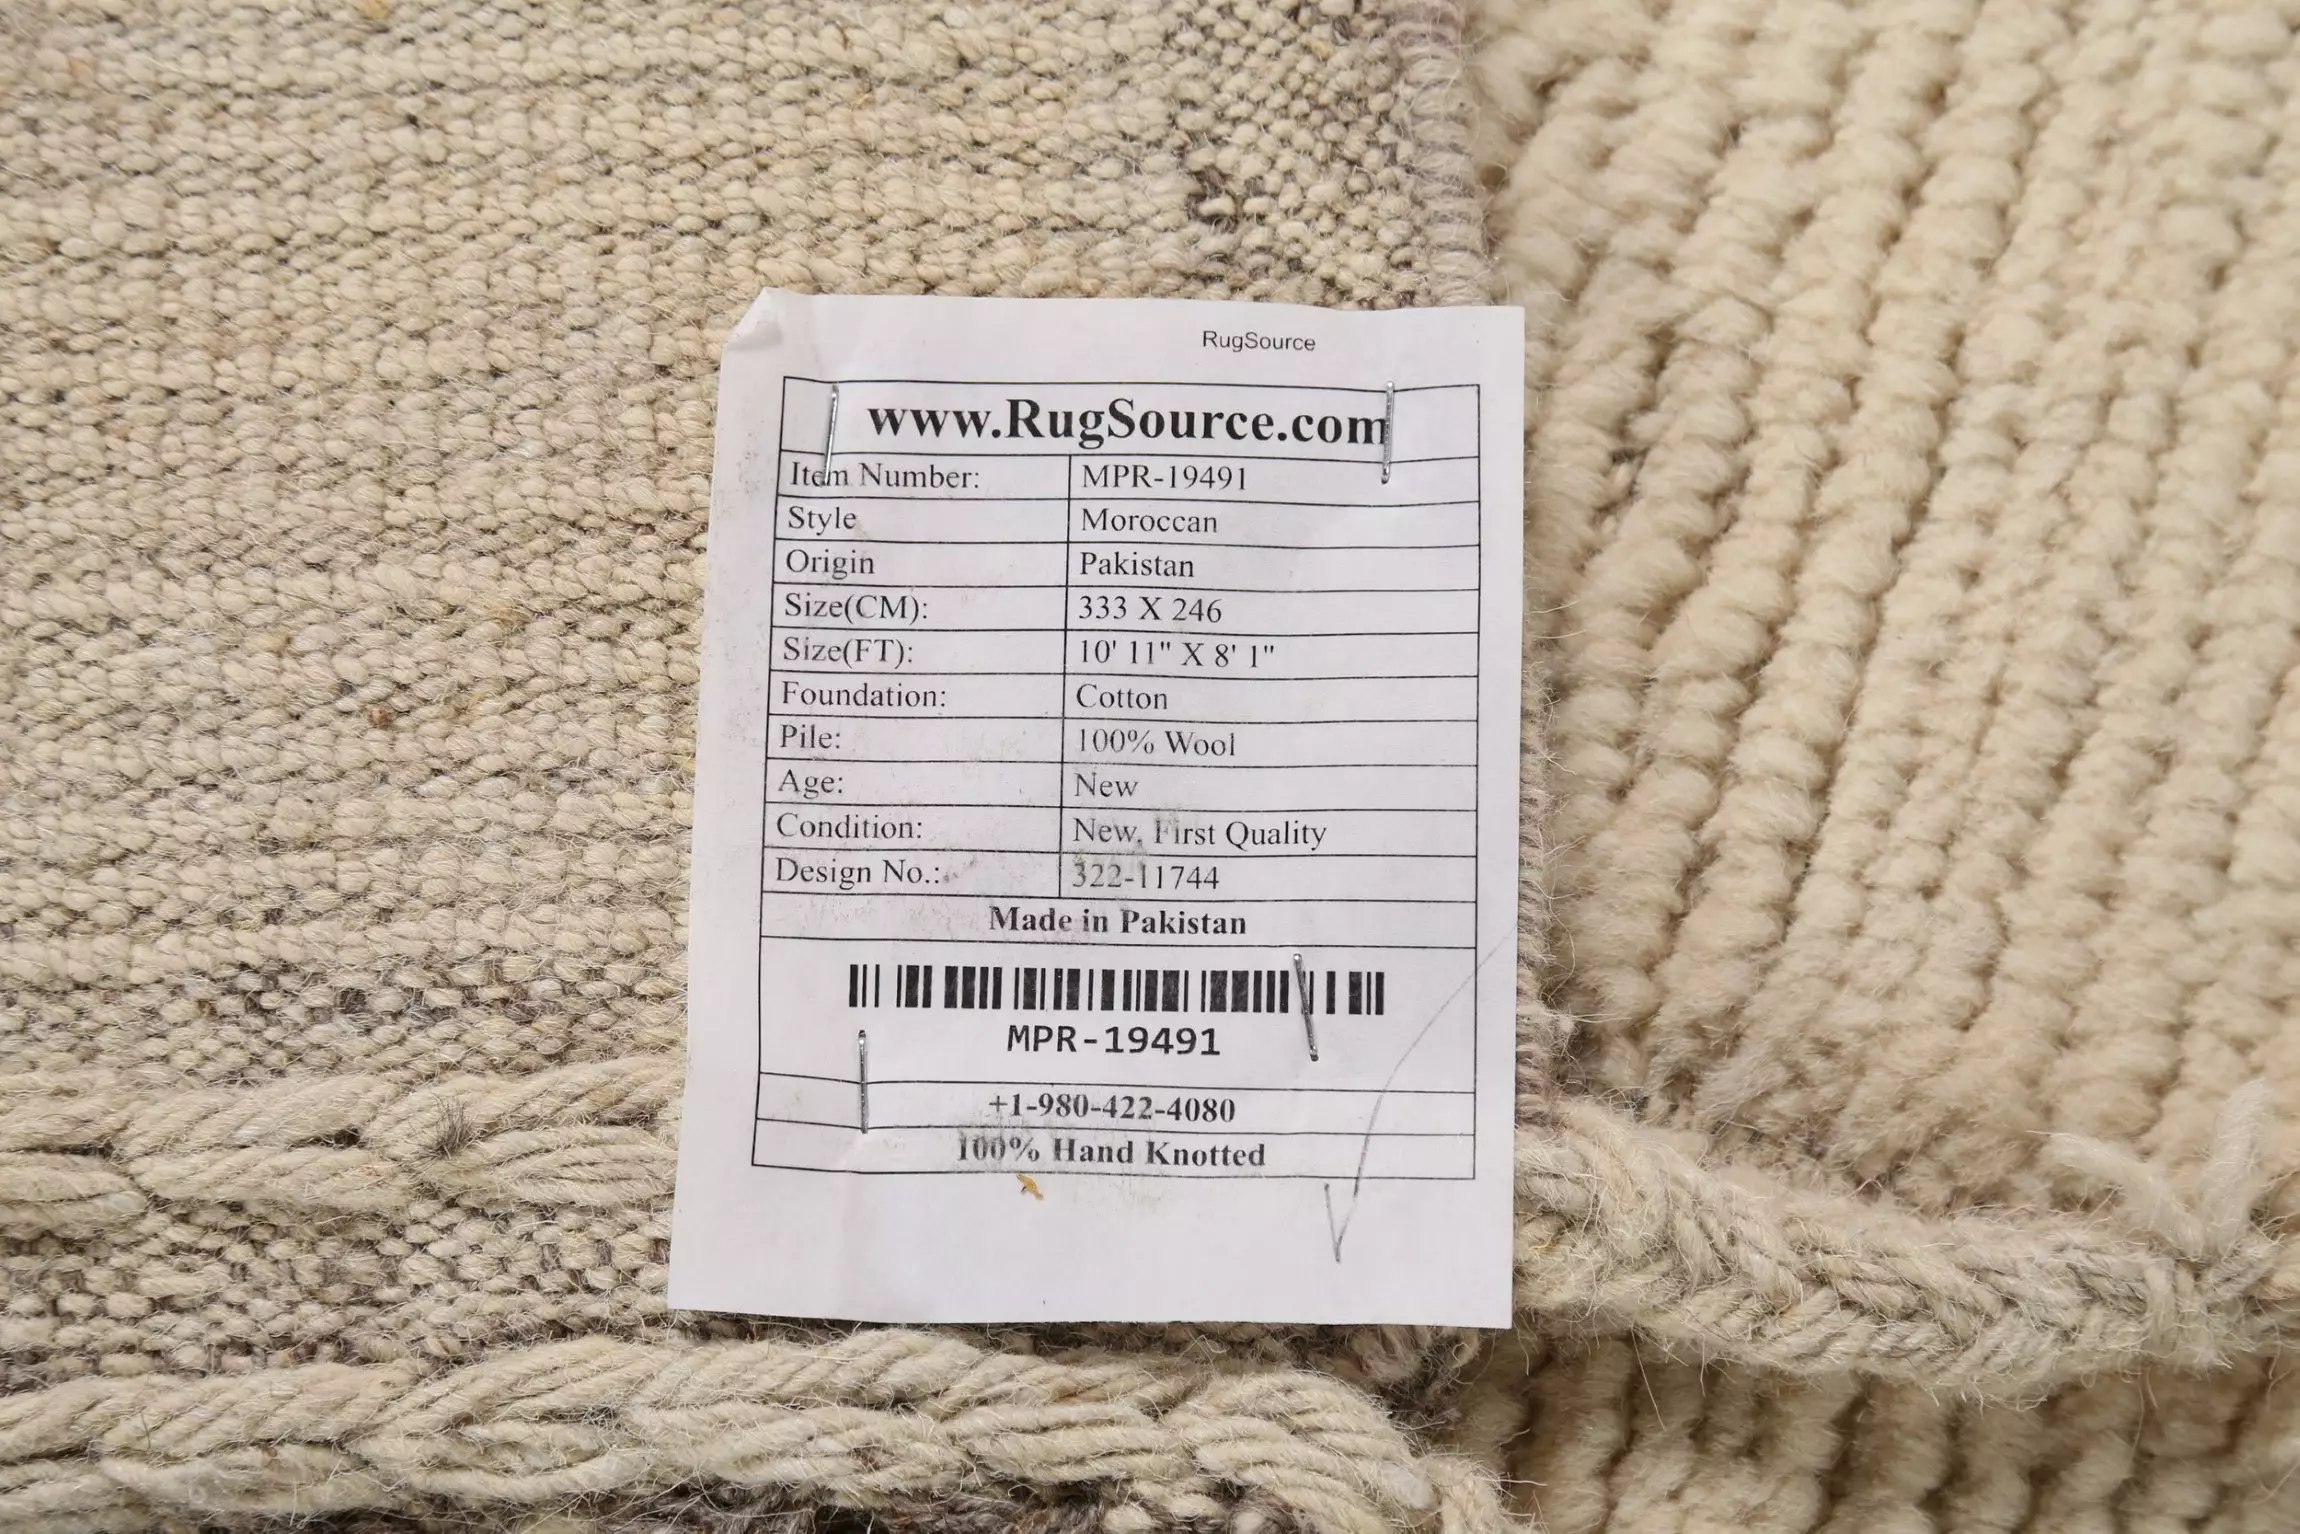 RugSource
www.RugSource.com
Item Number: MPR-19491
Style Moroccan
Origin Pakistan
Size(CM): 333 X 246
Size(FT): 10' 11" X 8' 1"
Foundation: Cotton
Pile: 100% Wool
Age: New
Condition: New, First Quality
Design No.: 322-11744
Made in Pakistan
MPR-19491
+1-980-422-4080
100% Hand Knotted